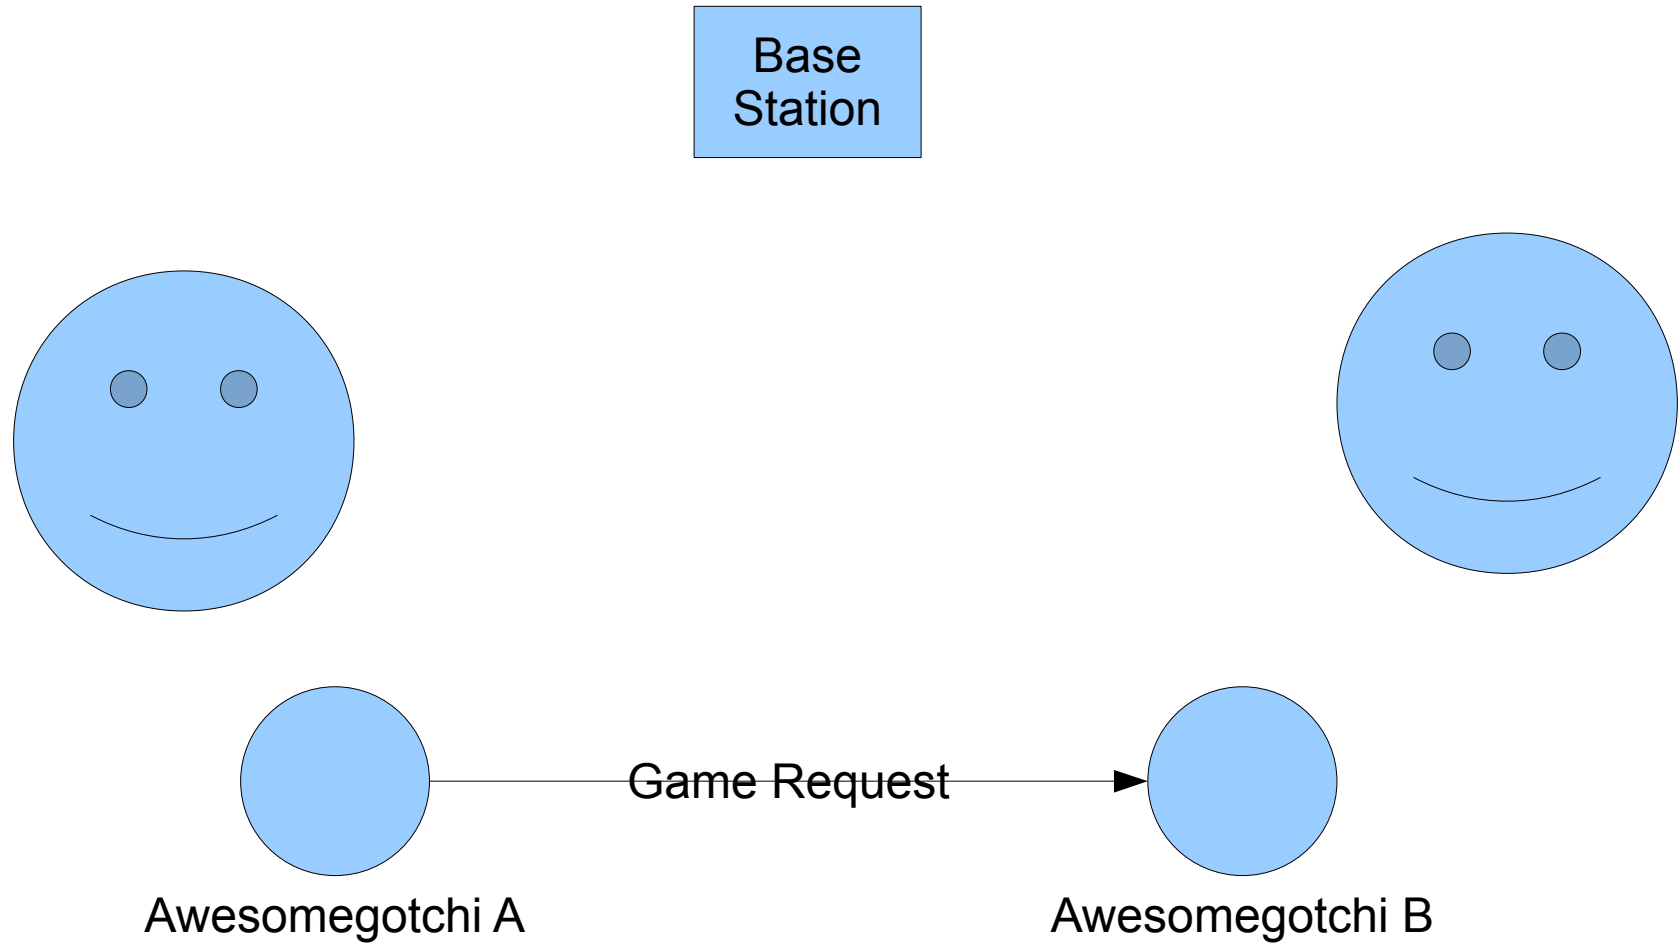 Base
Station
Game Request
Awesomegotchi A
Awesomegotchi B